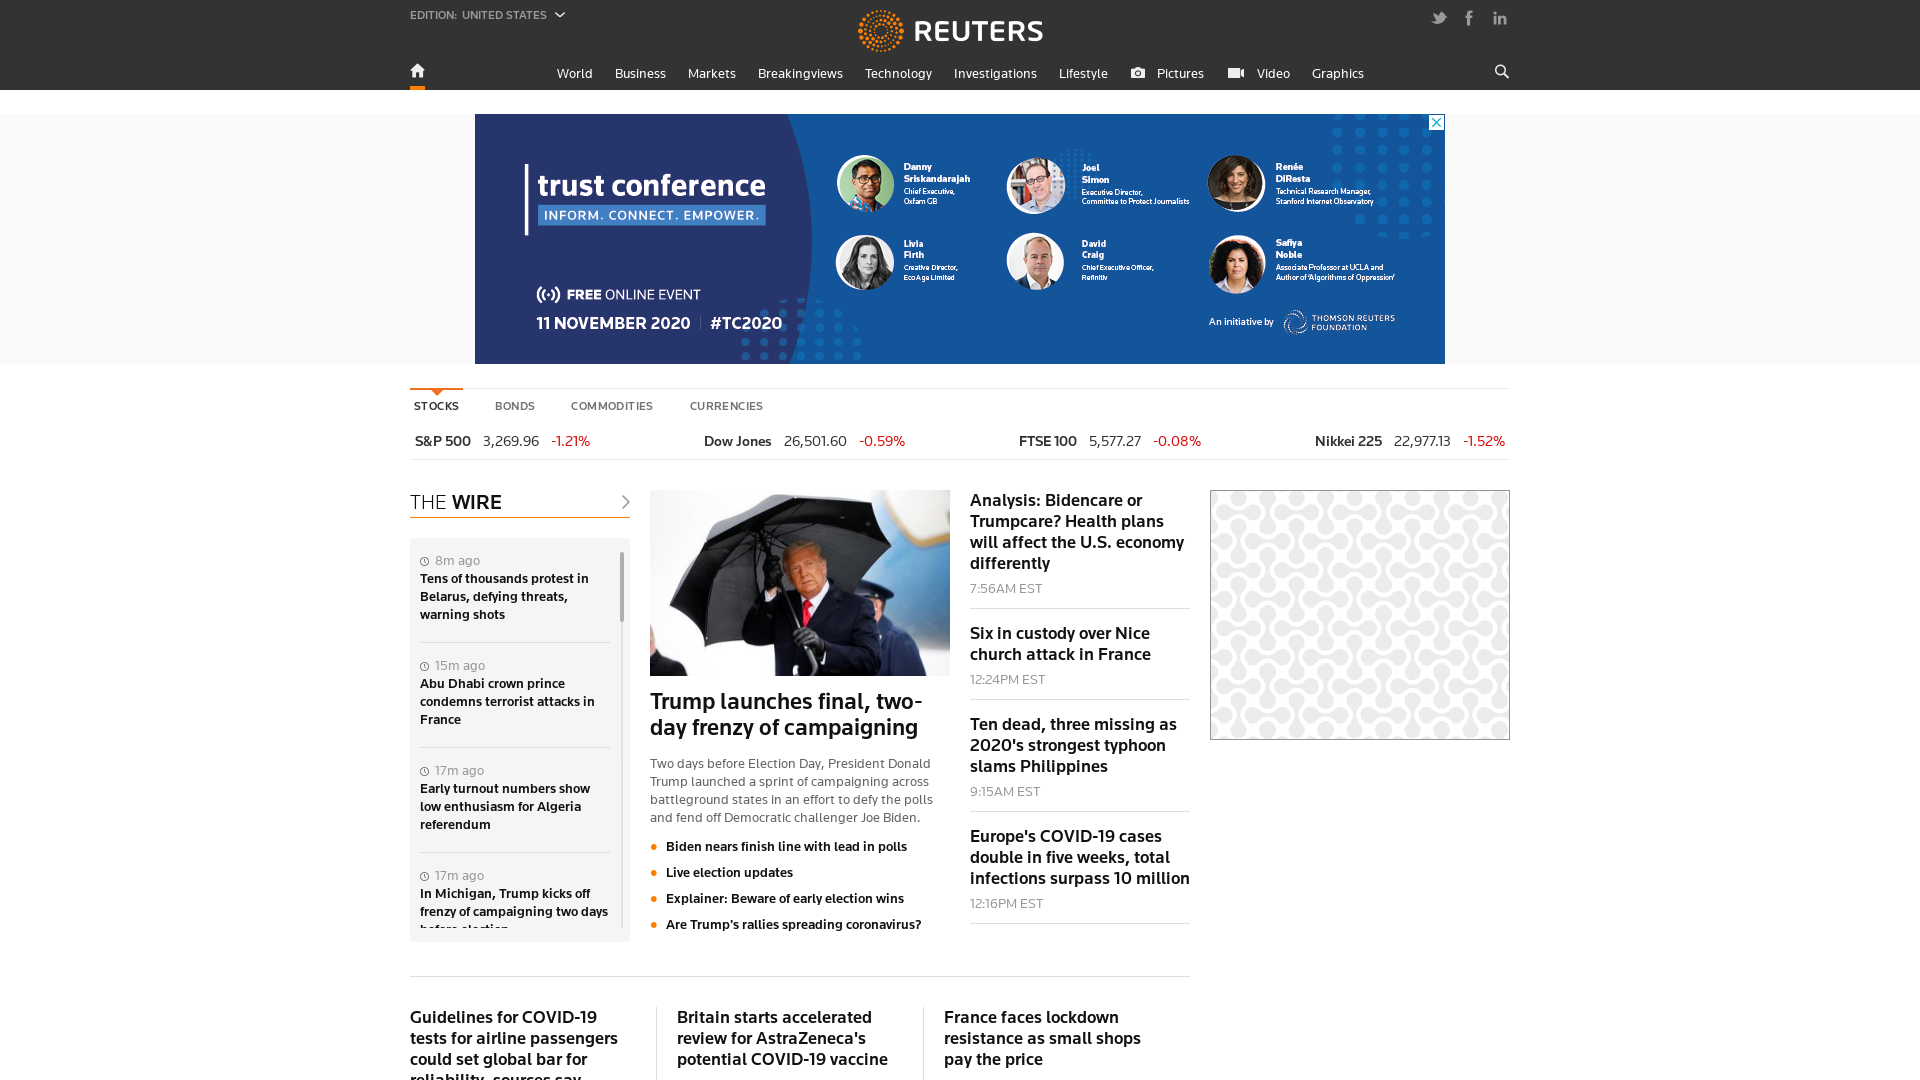 EDITION: UNITED STATES
REUTERS
World Business Markets Breakingviews Technology Investigations Lifestyle Pictures Video Graphics
trust conference
INFORM. CONNECT. EMPOWER.
FREE ONLINE EVENT
11 NOVEMBER 2020 #TC2020
Danny
Sriskandarajah
Chief Executive,
Oxfam GB
Joel
Simon
Executive Director,
Committee to Protect Journalists
Renée
DiResta
Technical Research Manager,
Stanford Internet Observatory
Livia
Firth
Creative Director,
Eco Age Limited
David
Craig
Chief Executive Officer,
Refinitiv
Safiya
Noble
Associate Professor at UCLA and
Author of 'Algorithms of Oppression'
An initiative by
THOMSON REUTERS
FOUNDATION
STOCKS BONDS COMMODITIES CURRENCIES
S&P 500 3,269.96 -1.21% Dow Jones 26,501.60 -0.59% FTSE 100 5,577.27 -0.08% Nikkei 225 22,977.13 -1.52%
THE WIRE
8m ago
Tens of thousands protest in
Belarus, defying threats,
warning shots
15m ago
Abu Dhabi crown prince
condemns terrorist attacks in
France
17m ago
Early turnout numbers show
low enthusiasm for Algeria
referendum
17m ago
In Michigan, Trump kicks off
frenzy of campaigning two days
before election
Trump launches final, two-
day frenzy of campaigning
Two days before Election Day, President Donald
Trump launched a sprint of campaigning across
battleground states in an effort to defy the polls
and fend off Democratic challenger Joe Biden.
Biden nears finish line with lead in polls
Live election updates
Explainer: Beware of early election wins
Are Trump's rallies spreading coronavirus?
Analysis: Bidencare or
Trumpcare? Health plans
will affect the U.S. economy
differently
7:56AM EST
Six in custody over Nice
church attack in France
12:24PM EST
Ten dead, three missing as
2020's strongest typhoon
slams Philippines
9:15AM EST
Europe's COVID-19 cases
double in five weeks, total
infections surpass 10 million
12:16PM EST
Guidelines for COVID-19
tests for airline passengers
could set global bar for
reliability, sources say
Britain starts accelerated
review for AstraZeneca's
potential COVID-19 vaccine
France faces lockdown
resistance as small shops
pay the price